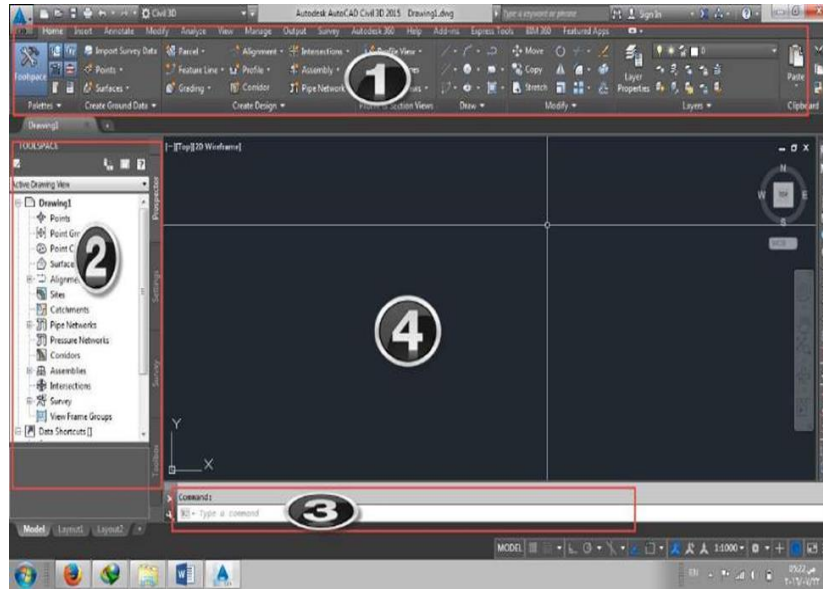 Civil 3D
Autodesk AutoCAD Civil 3D 2015 Drawing1.dwg
Type a keyword or phrase
Sign In
Home Insert Annotate Modify Analyze View Manage Output Survey Autodesk 360 Help Add-ins Express Tools BIM 360 Featured Apps
1
Toolspace
Import Survey Data
Points
Surfaces
Parcel
Feature Line
Grading
Alignment
Profile
Corridor
Intersections
Assembly
Pipe Network
Profile View
Move
Copy
Stretch
Layer
Properties
0
Paste
Palettes
Create Ground Data
Create Design
Profile & Section Views
Draw
Modify
Layers
Clipboard
Drawing1
TOOLSPACE
Active Drawing View
Drawing1
Points
Point
Point
Surface
2
Sites
Catchments
Pipe Networks
Pressure Networks
Corridors
Assemblies
Intersections
Survey
View Frame Groups
Data Shortcuts []
Prospector
Settings
Survey
Toolbox
[-][Top][2D Wireframe]
N
W TOP E
S
WCS
4
Y
X
Command:
Type a command
3
Model Layout1 Layout2 +
MODEL
1:1000
EN